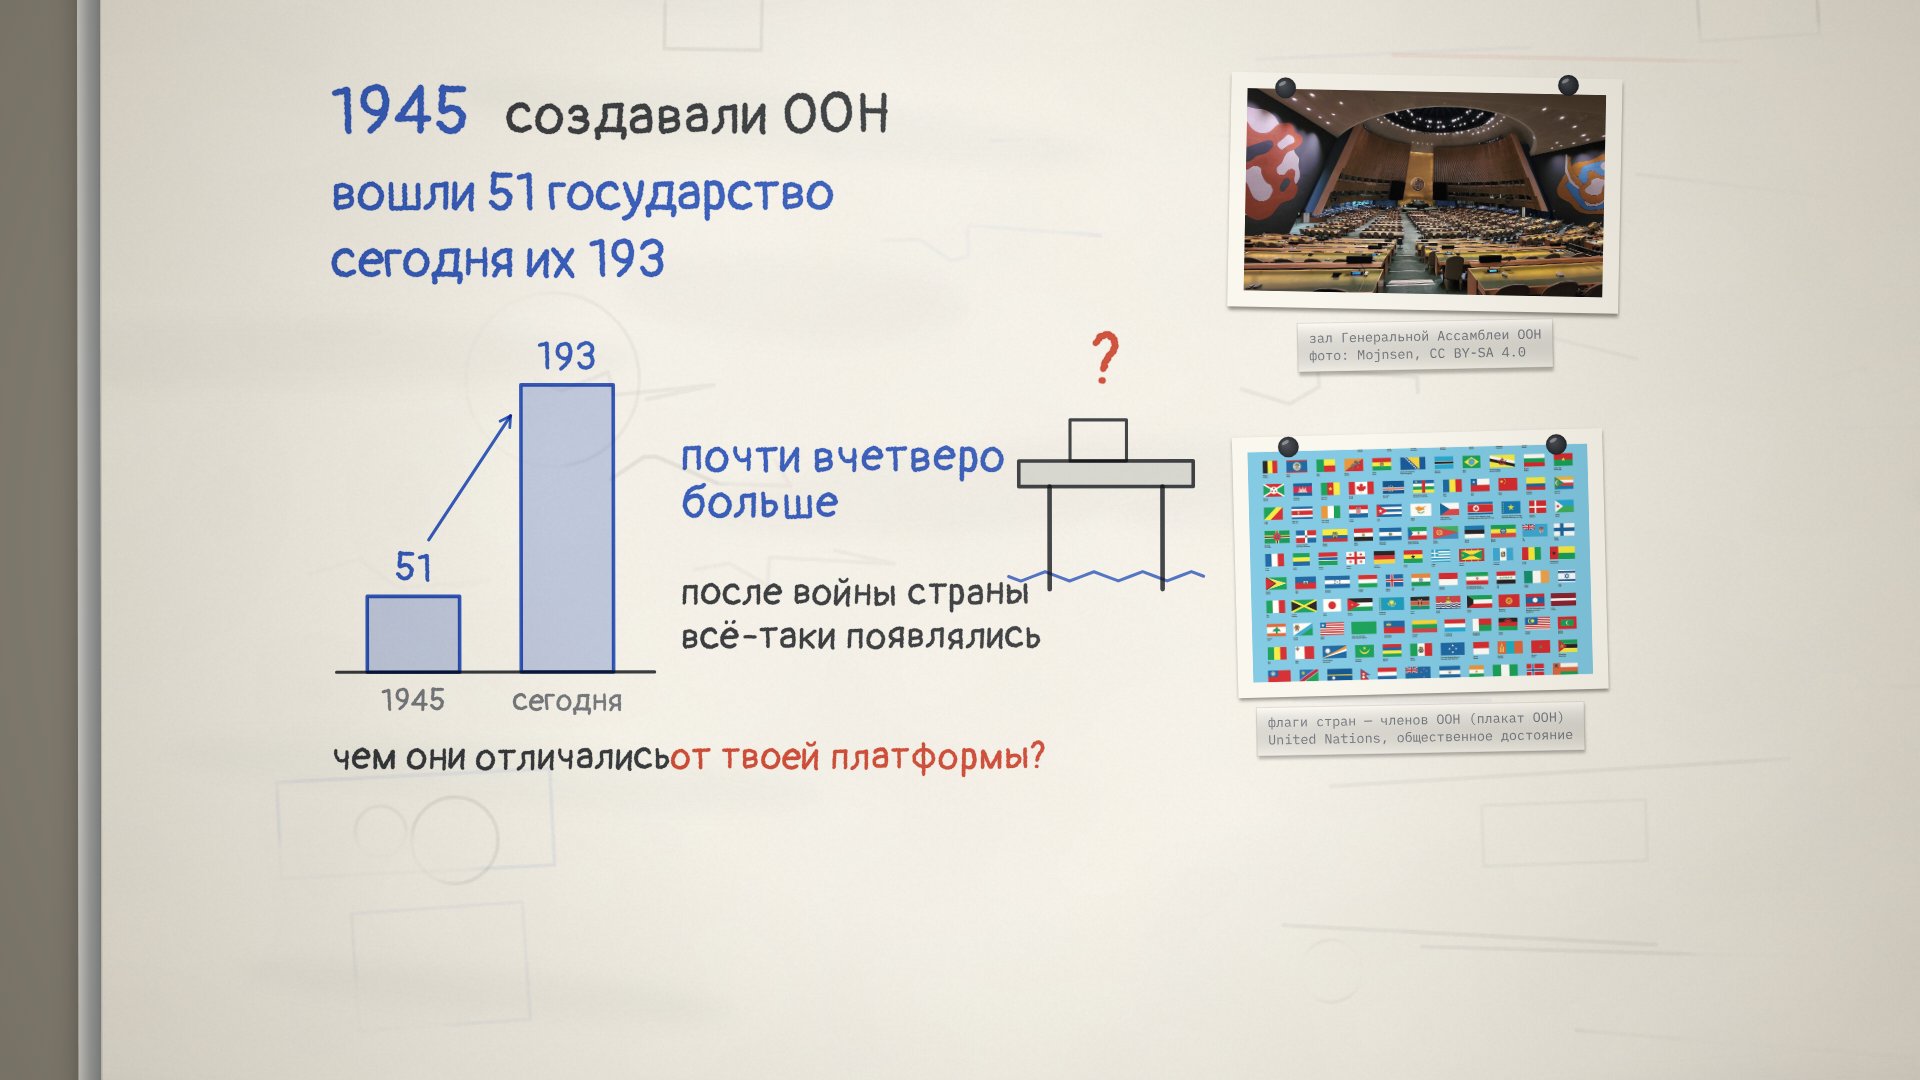 1945 создавали ООН
вошли 51 государство
сегодня их 193
193
51
1945
сегодня
почти вчетверо
больше
?
после войны страны
всё-таки появлялись
чем они отличались от твоей платформы?
зал Генеральной Ассамблеи ООН
фото: Mojnsen, CC BY-SA 4.0
флаги стран — членов ООН (плакат ООН)
United Nations, общественное достояние